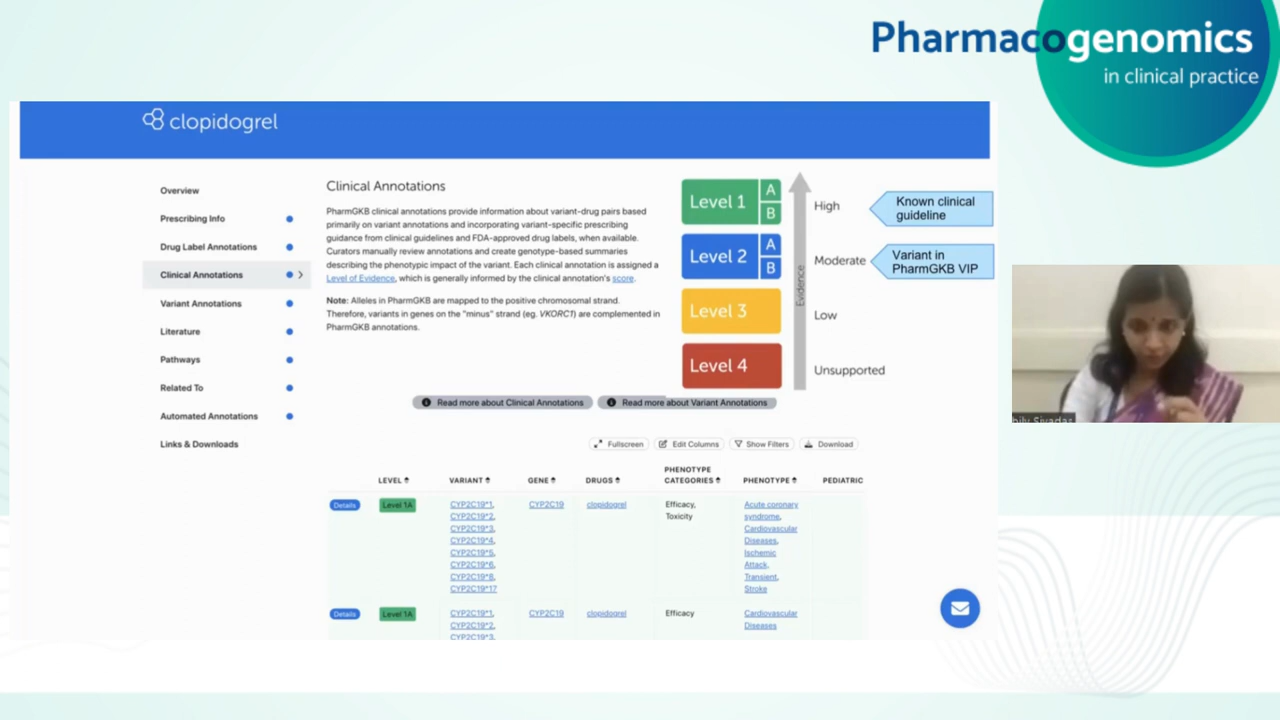 Pharmacogenomics
in clinical practice
clopidogrel
Overview
Prescribing Info
Drug Label Annotations
Clinical Annotations
Variant Annotations
Literature
Pathways
Related To
Automated Annotations
Links & Downloads
Clinical Annotations
PharmGKB clinical annotations provide information about variant-drug pairs based
primarily on variant annotations and incorporating variant-specific prescribing
guidance from clinical guidelines and FDA-approved drug labels, when available.
Curators manually review annotations and create genotype-based summaries
describing the phenotypic impact of the variant. Each clinical annotation is assigned a
Level of Evidence, which is generally informed by the clinical annotation's score.
Note: Alleles in PharmGKB are mapped to the positive chromosomal strand.
Therefore, variants in genes on the "minus" strand (eg. VKORC1) are complemented in
PharmGKB annotations.
Level 1
A
B
Level 2
A
B
Level 3
Level 4
Evidence
High
Moderate
Low
Unsupported
Known clinical
guideline
Variant in
PharmGKB VIP
Read more about Clinical Annotations
Read more about Variant Annotations
Fullscreen
Edit Columns
Show Filters
Download
LEVEL
VARIANT
GENE
DRUGS
PHENOTYPE
CATEGORIES
PHENOTYPE
PEDIATRIC
Details
Level 1A
CYP2C19*1,
CYP2C19*2,
CYP2C19*3,
CYP2C19*4,
CYP2C19*5,
CYP2C19*6,
CYP2C19*8,
CYP2C19*17
CYP2C19
clopidogrel
Efficacy,
Toxicity
Acute coronary
syndrome,
Cardiovascular
Diseases,
Ischemic
Attack,
Transient,
Stroke
Details
Level 1A
CYP2C19*1,
CYP2C19*2,
CYP2C19*3,
CYP2C19
clopidogrel
Efficacy
Cardiovascular
Diseases